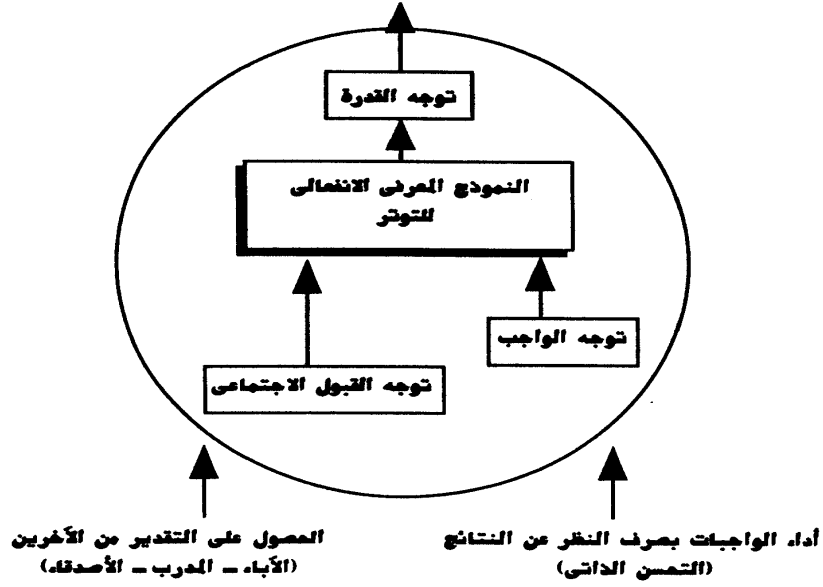 توجه القدرة
النموذج المعرفى الانفعالى
للتوتر
توجه الواجب
توجه القبول الاجتماعى
أداء الواجبات بصرف النظر عن النتائج
(التحسن الذاتى)
الحصول على التقدير من الآخرين
(الآباء ـ المدرب ـ الأصدقاء)